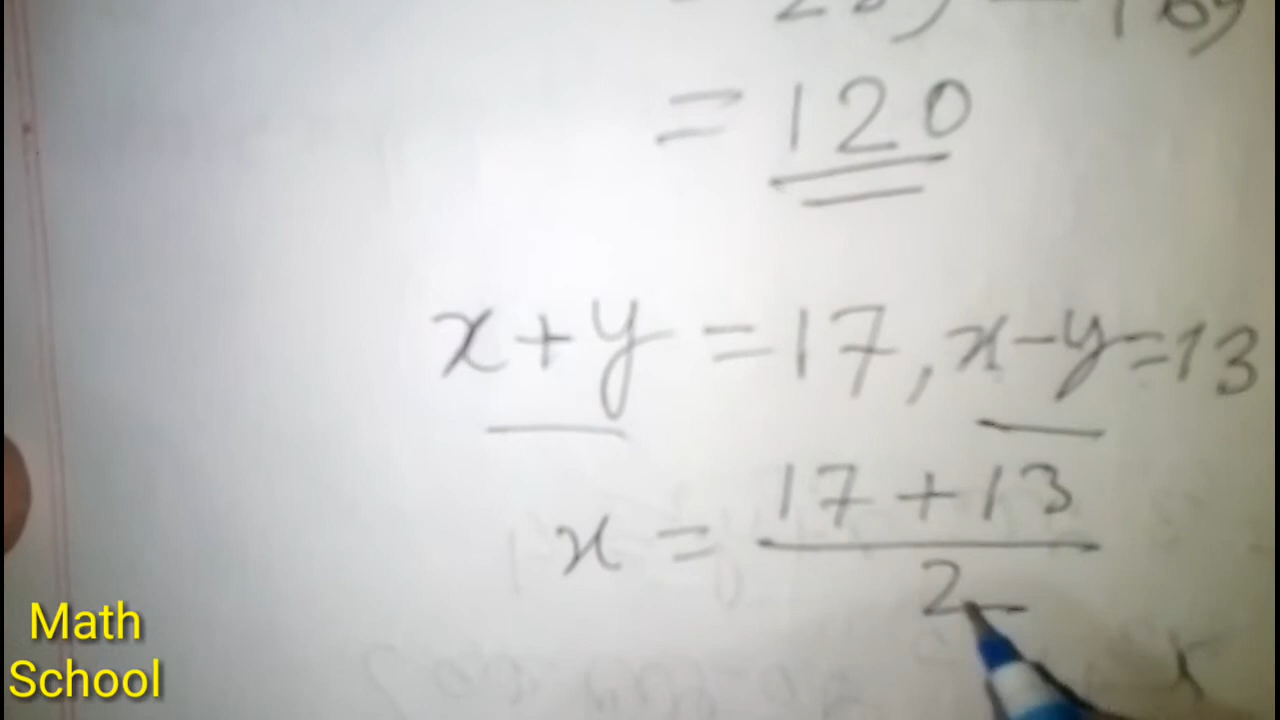 = 120
x + y = 17, x - y = 13
x = 17 + 13 / 2
Math
School